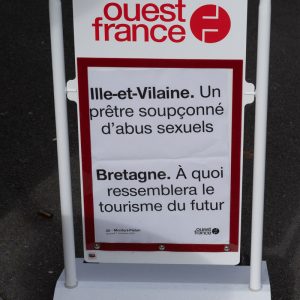 ouest
france
Ille-et-Vilaine. Un
prêtre soupçonné
d'abus sexuels
Bretagne. À quoi
ressemblera le
tourisme du futur
ouest
france